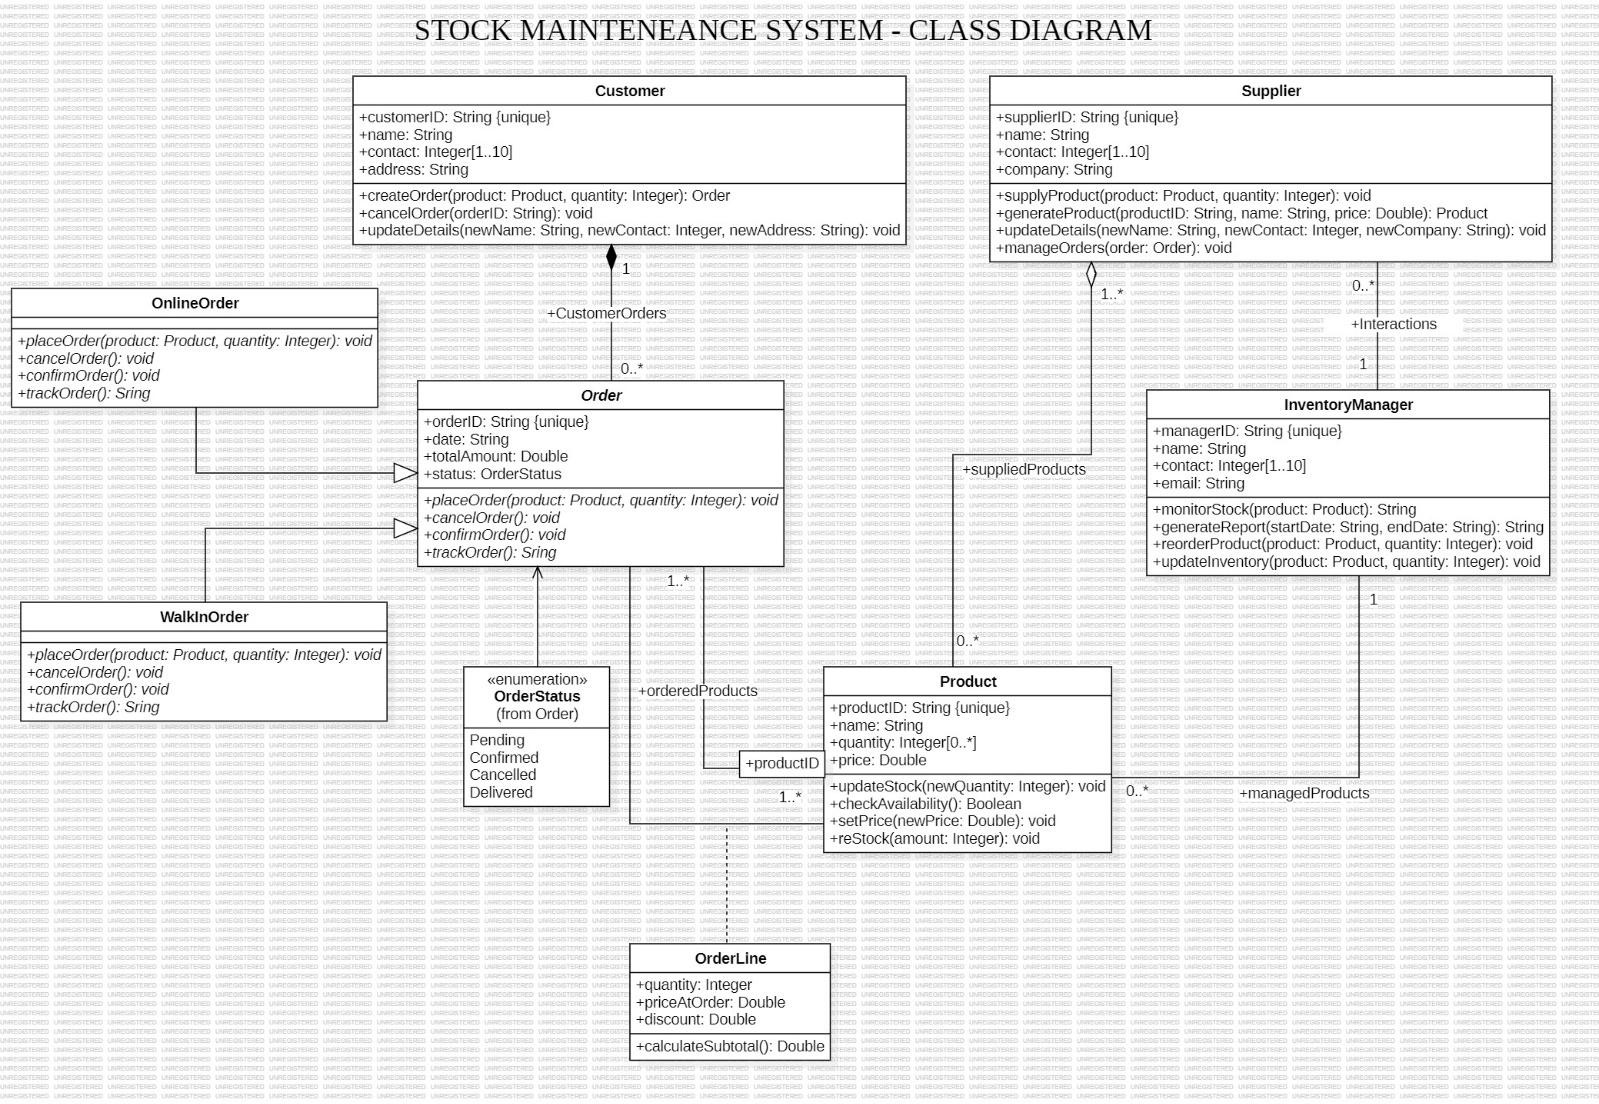 STOCK MAINTENEANCE SYSTEM - CLASS DIAGRAM
Customer
+customerID: String {unique}
+name: String
+contact: Integer[1..10]
+address: String
+createOrder(product: Product, quantity: Integer): Order
+cancelOrder(orderID: String): void
+updateDetails(newName: String, newContact: Integer, newAddress: String): void
Supplier
+supplierID: String {unique}
+name: String
+contact: Integer[1..10]
+company: String
+supplyProduct(product: Product, quantity: Integer): void
+generateProduct(productID: String, name: String, price: Double): Product
+updateDetails(newName: String, newContact: Integer, newCompany: String): void
+manageOrders(order: Order): void
1
+CustomerOrders
0..*
1..*
0..*
+Interactions
1
OnlineOrder
+placeOrder(product: Product, quantity: Integer): void
+cancelOrder(): void
+confirmOrder(): void
+trackOrder(): Sring
Order
+orderID: String {unique}
+date: String
+totalAmount: Double
+status: OrderStatus
+placeOrder(product: Product, quantity: Integer): void
+cancelOrder(): void
+confirmOrder(): void
+trackOrder(): Sring
+suppliedProducts
InventoryManager
+managerID: String {unique}
+name: String
+contact: Integer[1..10]
+email: String
+monitorStock(product: Product): String
+generateReport(startDate: String, endDate: String): String
+reorderProduct(product: Product, quantity: Integer): void
+updateInventory(product: Product, quantity: Integer): void
1..*
1
0..*
WalkInOrder
+placeOrder(product: Product, quantity: Integer): void
+cancelOrder(): void
+confirmOrder(): void
+trackOrder(): Sring
«enumeration»
OrderStatus
(from Order)
Pending
Confirmed
Cancelled
Delivered
+orderedProducts
+productID
1..*
Product
+productID: String {unique}
+name: String
+quantity: Integer[0..*]
+price: Double
+updateStock(newQuantity: Integer): void
+checkAvailability(): Boolean
+setPrice(newPrice: Double): void
+reStock(amount: Integer): void
0..*
+managedProducts
OrderLine
+quantity: Integer
+priceAtOrder: Double
+discount: Double
+calculateSubtotal(): Double
UNREGISTERED